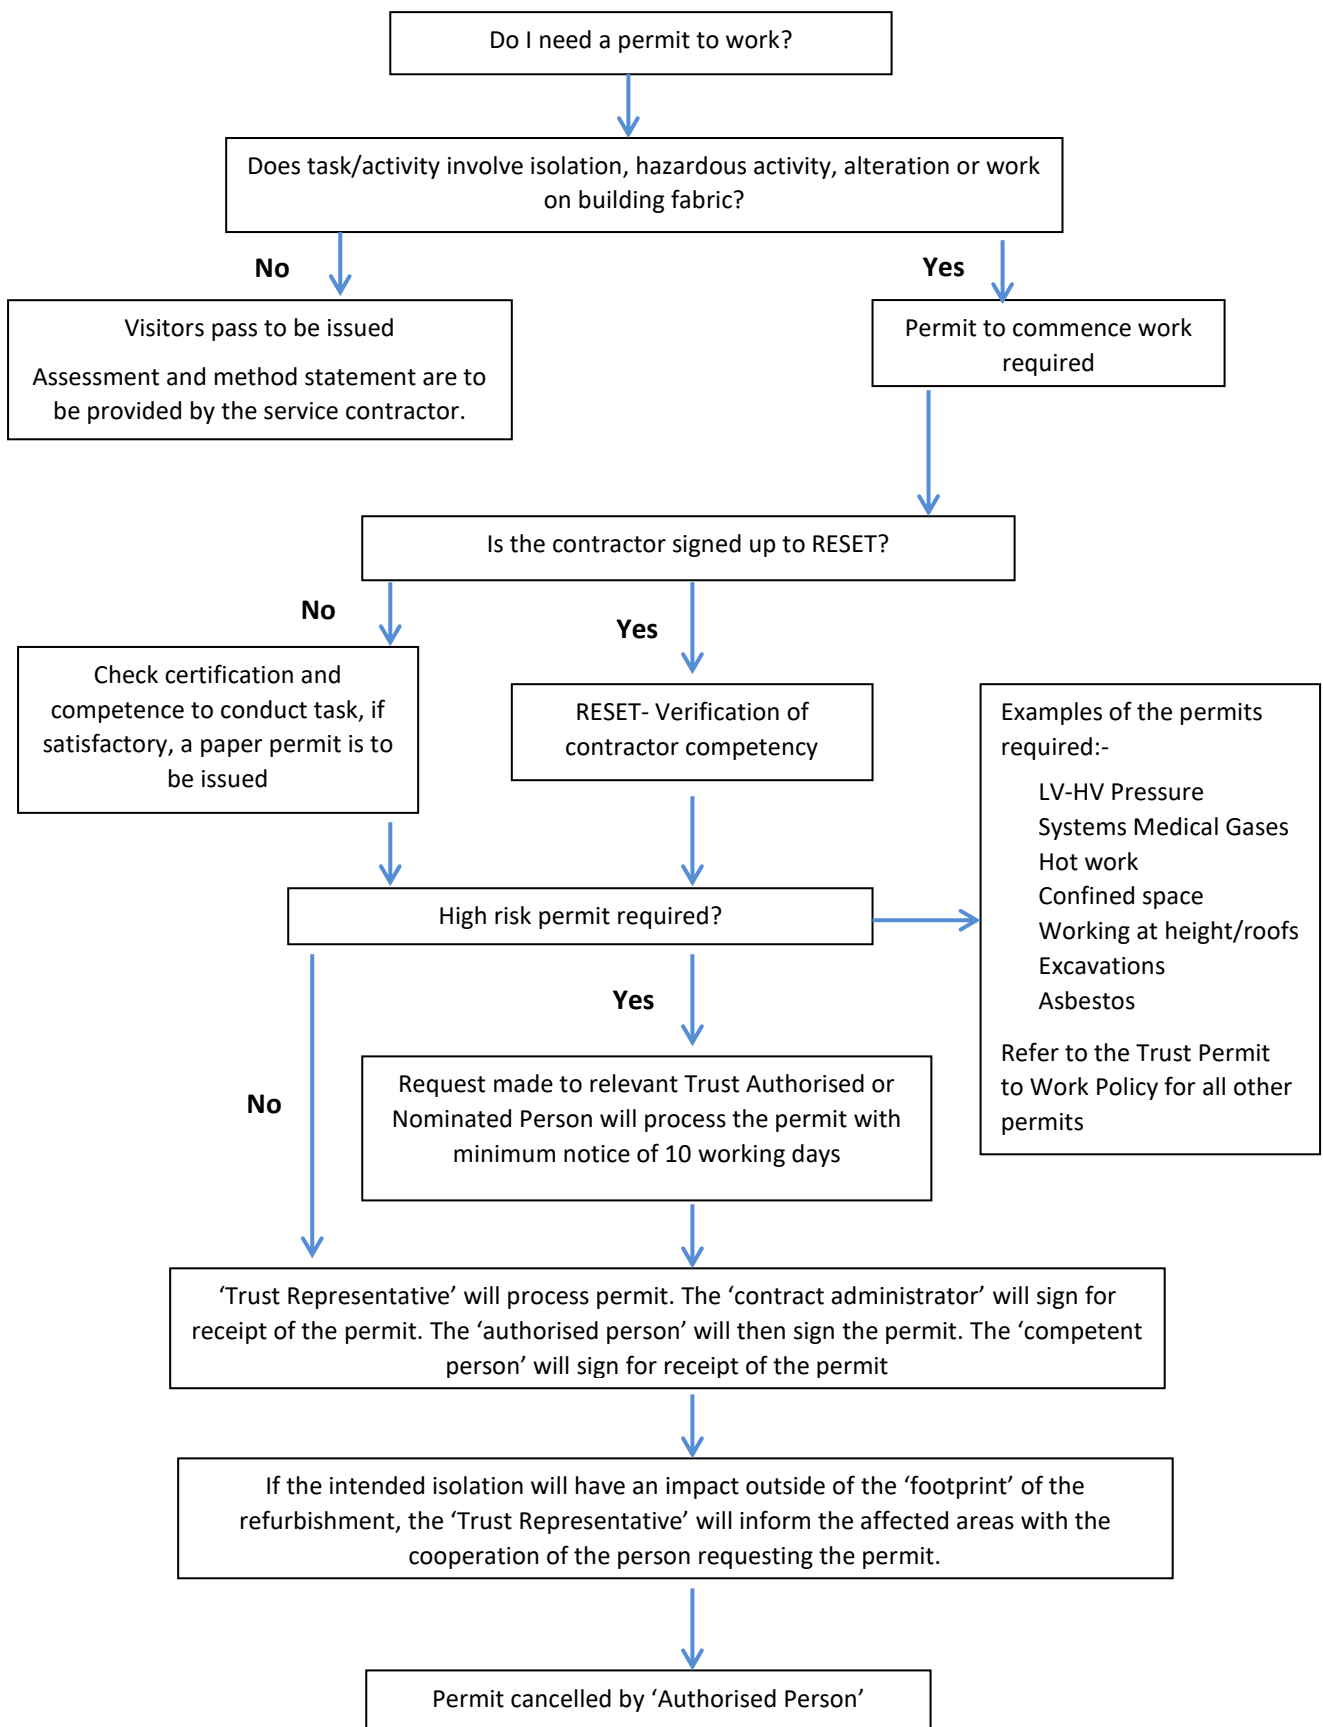 Do I need a permit to work?
Does task/activity involve isolation, hazardous activity, alteration or work
on building fabric?
No
Yes
Visitors pass to be issued
Assessment and method statement are to
be provided by the service contractor.
Permit to commence work
required
Is the contractor signed up to RESET?
No
Yes
Check certification and
competence to conduct task, if
satisfactory, a paper permit is to
be issued
RESET- Verification of
contractor competency
Examples of the permits
required:-
LV-HV Pressure
Systems Medical Gases
Hot work
Confined space
Working at height/roofs
Excavations
Asbestos
Refer to the Trust Permit
to Work Policy for all other
permits
High risk permit required?
Yes
No
Request made to relevant Trust Authorised or
Nominated Person will process the permit with
minimum notice of 10 working days
‘Trust Representative’ will process permit. The ‘contract administrator’ will sign for
receipt of the permit. The ‘authorised person’ will then sign the permit. The ‘competent
person’ will sign for receipt of the permit
If the intended isolation will have an impact outside of the ‘footprint’ of the
refurbishment, the ‘Trust Representative’ will inform the affected areas with the
cooperation of the person requesting the permit.
Permit cancelled by ‘Authorised Person’